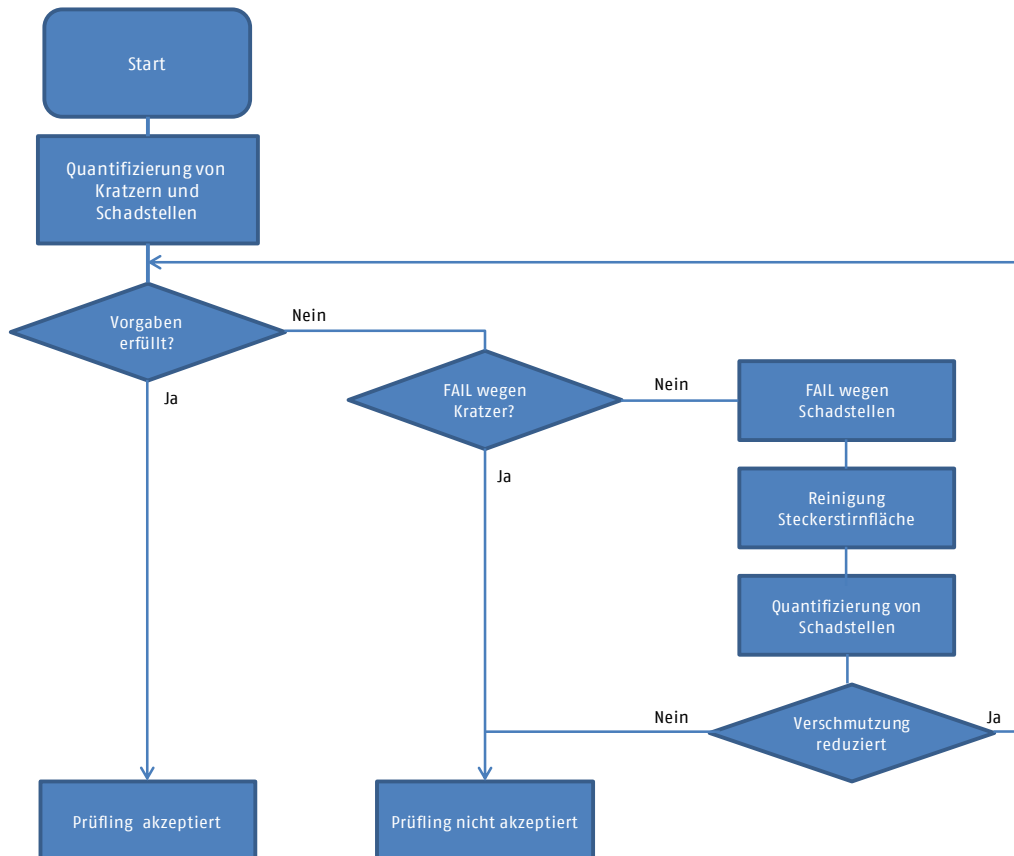 Start
Quantifizierung von
Kratzern und
Schadstellen
Vorgaben
erfüllt?
Nein
Ja
FAIL wegen
Kratzer?
Nein
Ja
FAIL wegen
Schadstellen
Reinigung
Steckerstirnfläche
Quantifizierung von
Schadstellen
Verschmutzung
reduziert
Nein
Ja
Prüfling akzeptiert
Prüfling nicht akzeptiert